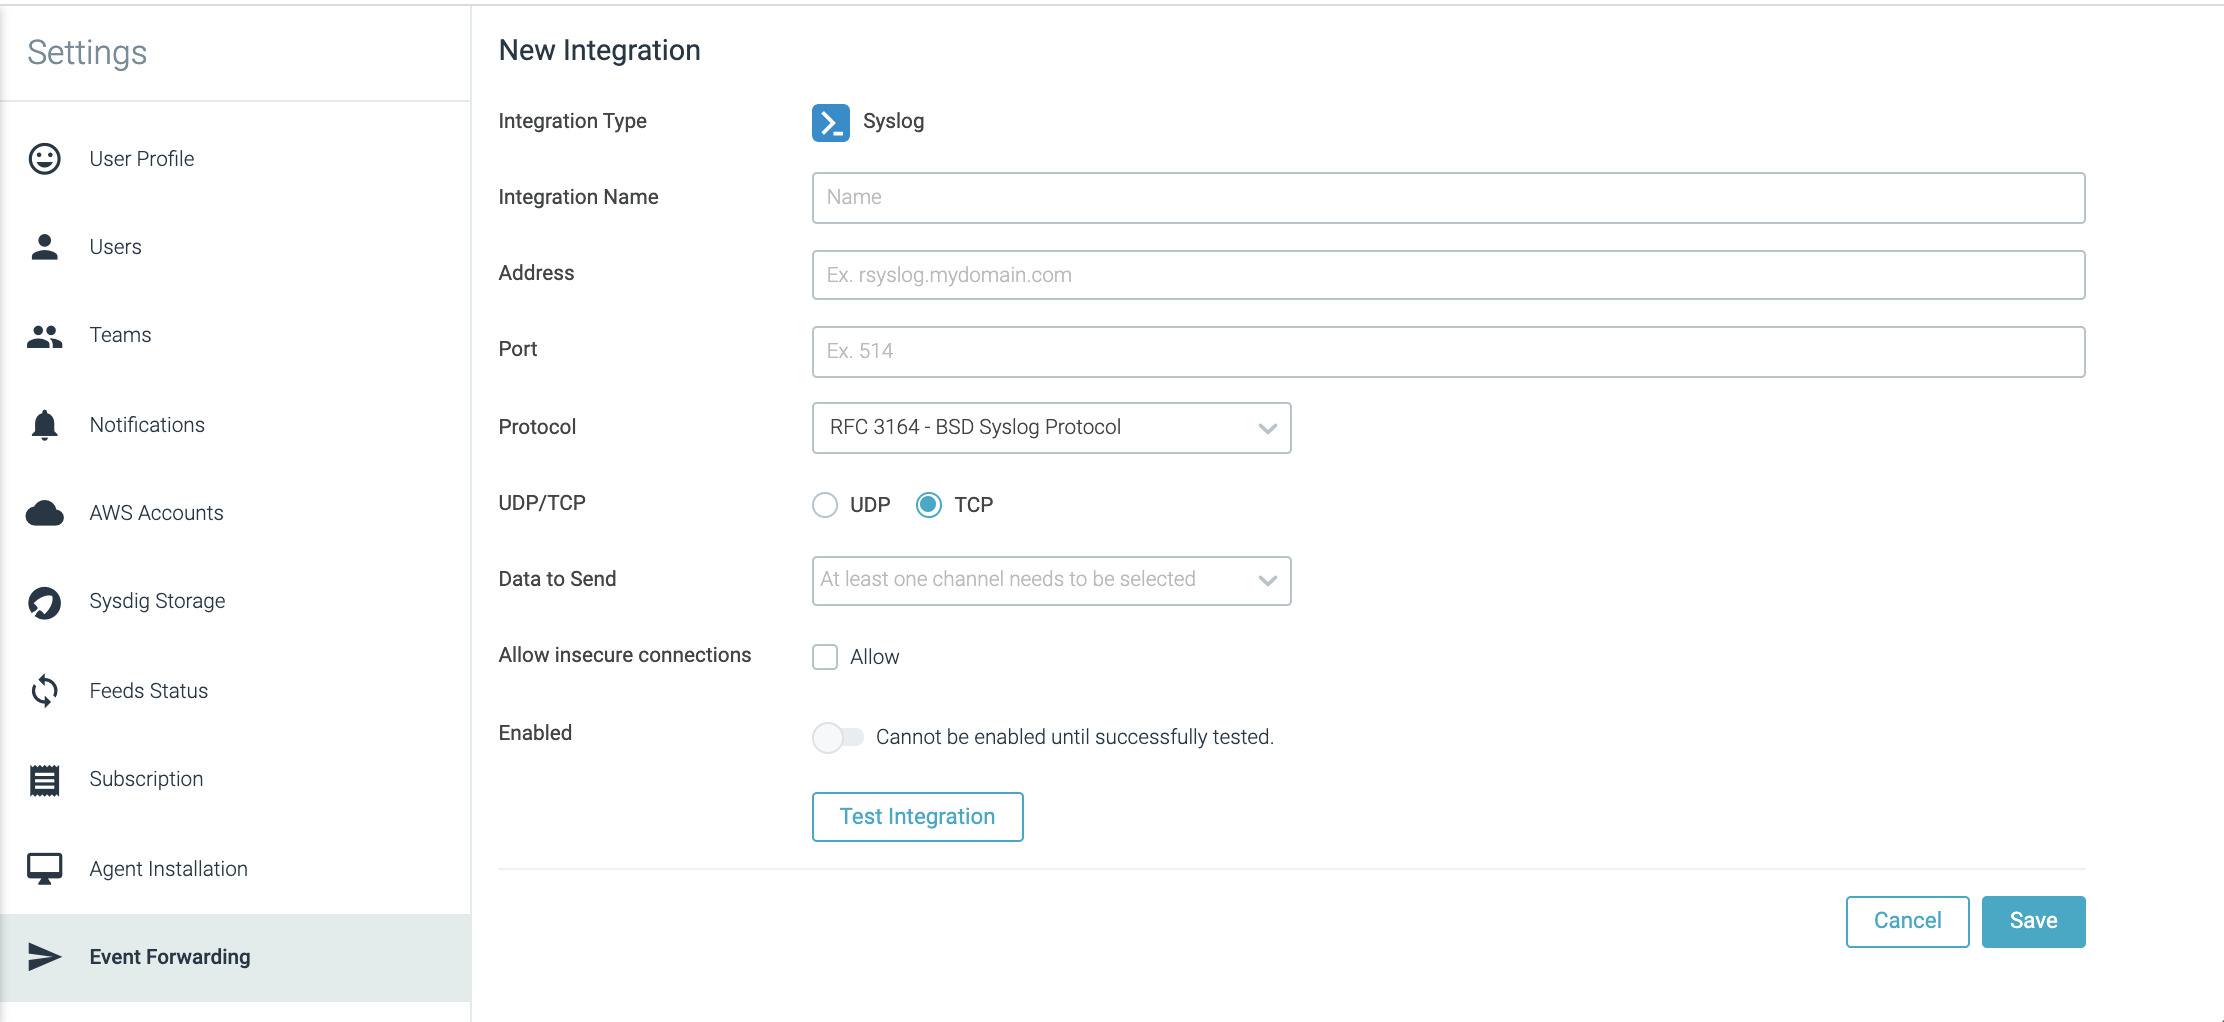 Settings
User Profile
Users
Teams
Notifications
AWS Accounts
Sysdig Storage
Feeds Status
Subscription
Agent Installation
Event Forwarding
New Integration
Integration Type
Syslog
Integration Name
Name
Address
Ex. rsyslog.mydomain.com
Port
Ex. 514
Protocol
RFC 3164 - BSD Syslog Protocol
UDP/TCP
UDP
TCP
Data to Send
At least one channel needs to be selected
Allow insecure connections
Allow
Enabled
Cannot be enabled until successfully tested.
Test Integration
Cancel
Save